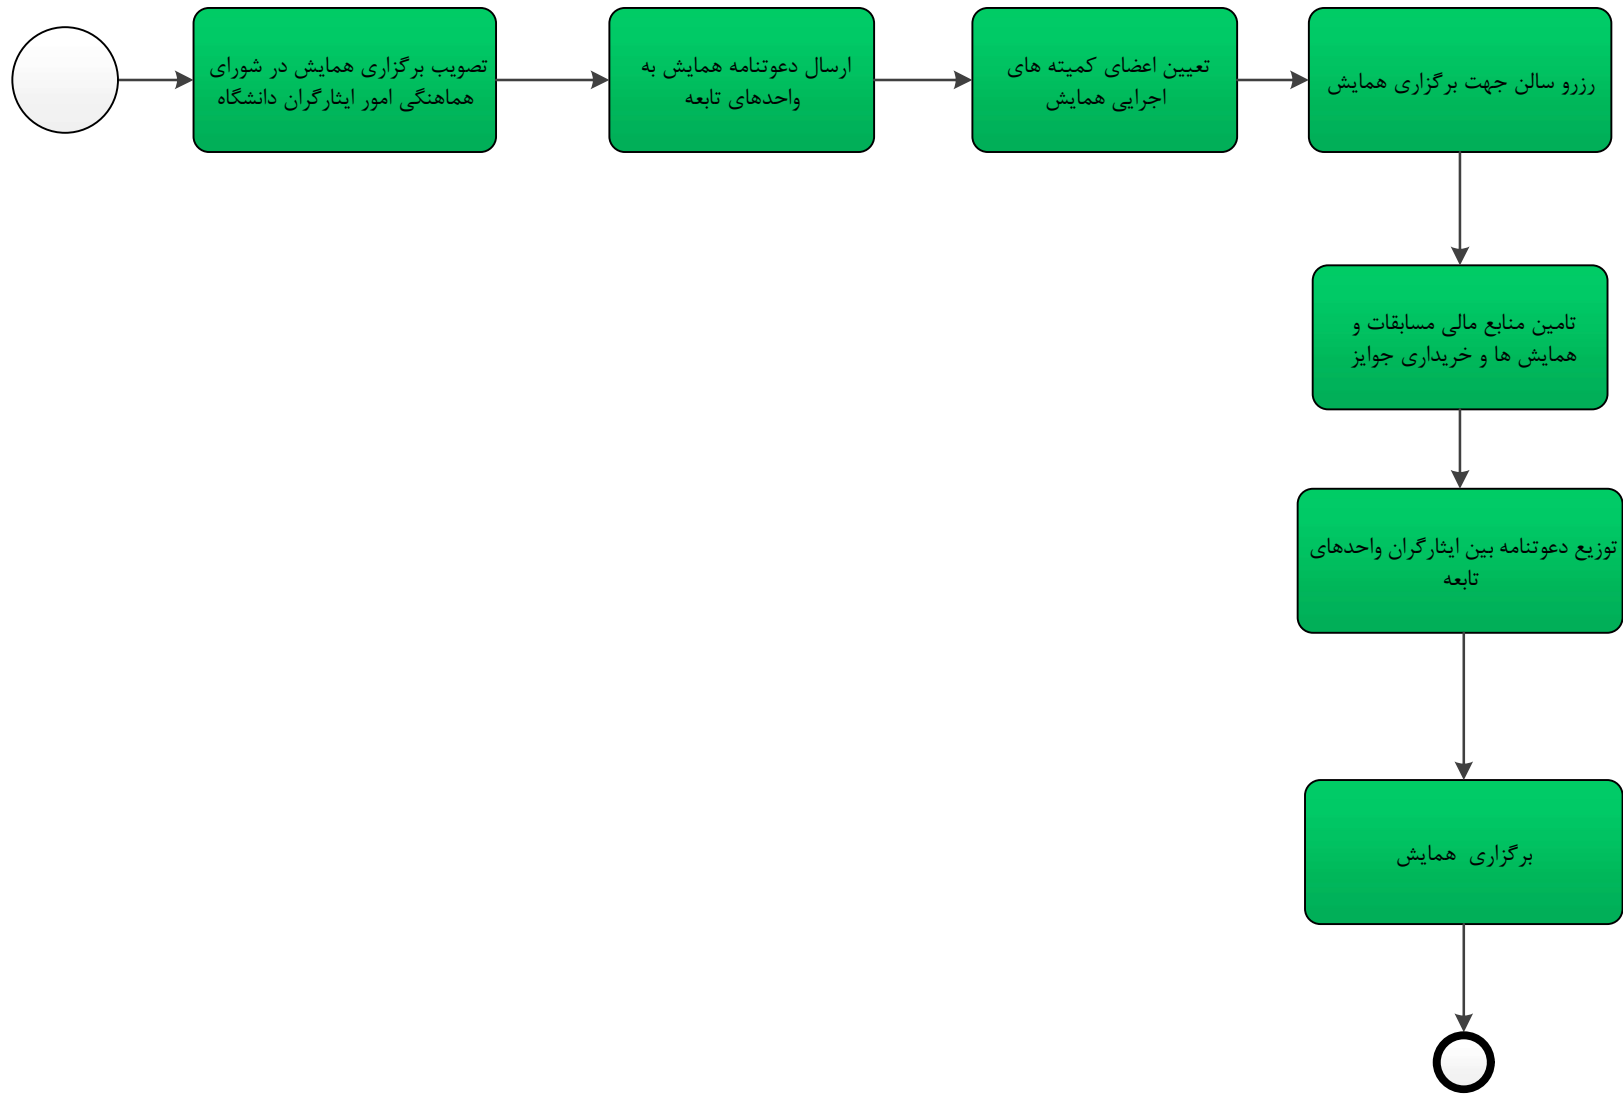 تصویب برگزاری همایش در شورای
هماهنگی امور ایثارگران دانشگاه
ارسال دعوتنامه همایش به
واحدهای تابعه
تعیین اعضای کمیته های
اجرایی همایش
رزرو سالن جهت برگزاری همایش
تامین منابع مالی مسابقات و
همایش ها و خریداری جوایز
توزیع دعوتنامه بین ایثارگران واحدهای
تابعه
برگزاری همایش